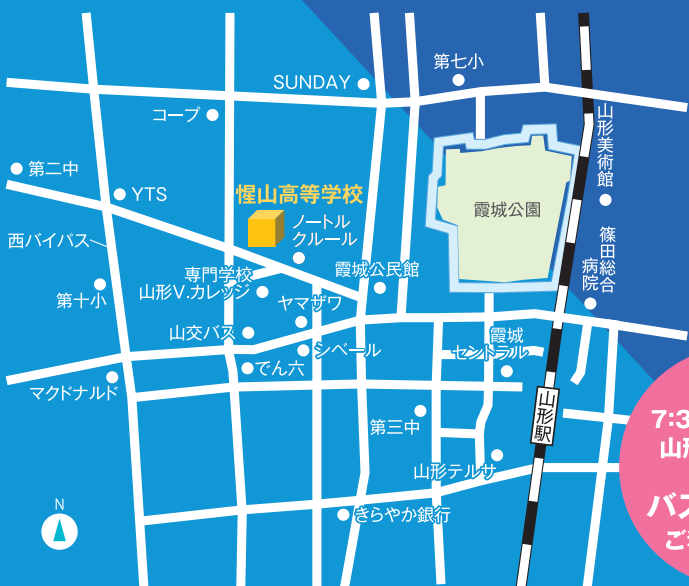 第七小
SUNDAY
コープ
山形美術館
第二中
YTS
惺山高等学校
霞城公園
ノートル
クルール
西バイパス
篠田総合
病院
専門学校
山形V.カレッジ
霞城公民館
第十小
ヤマザワ
山交バス
シベール
霞城
セントラル
でん六
マクドナルド
山形駅
第三中
7:3
山形
山形テルサ
バス
きらやか銀行
N